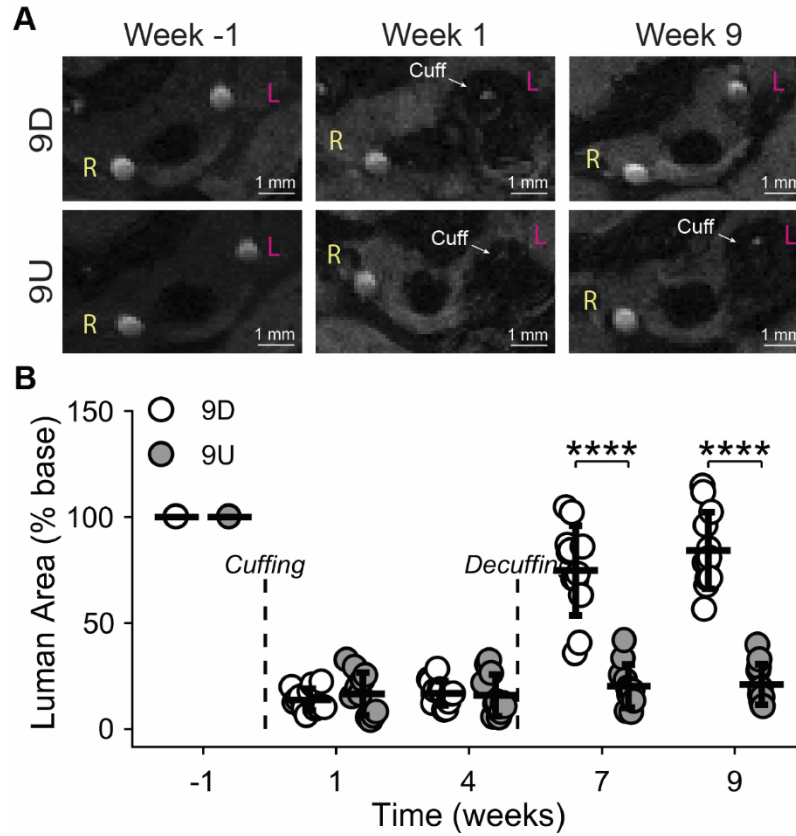 A
Week -1
Week 1
Week 9
9D
R
L
1 mm
Cuff
R
L
1 mm
R
L
1 mm
9U
R
L
1 mm
Cuff
R
L
1 mm
Cuff
R
L
1 mm
B
Luman Area (% base)
150
100
50
0
9D
9U
Cuffing
Decuffing
****
****
-1
1
4
7
9
Time (weeks)